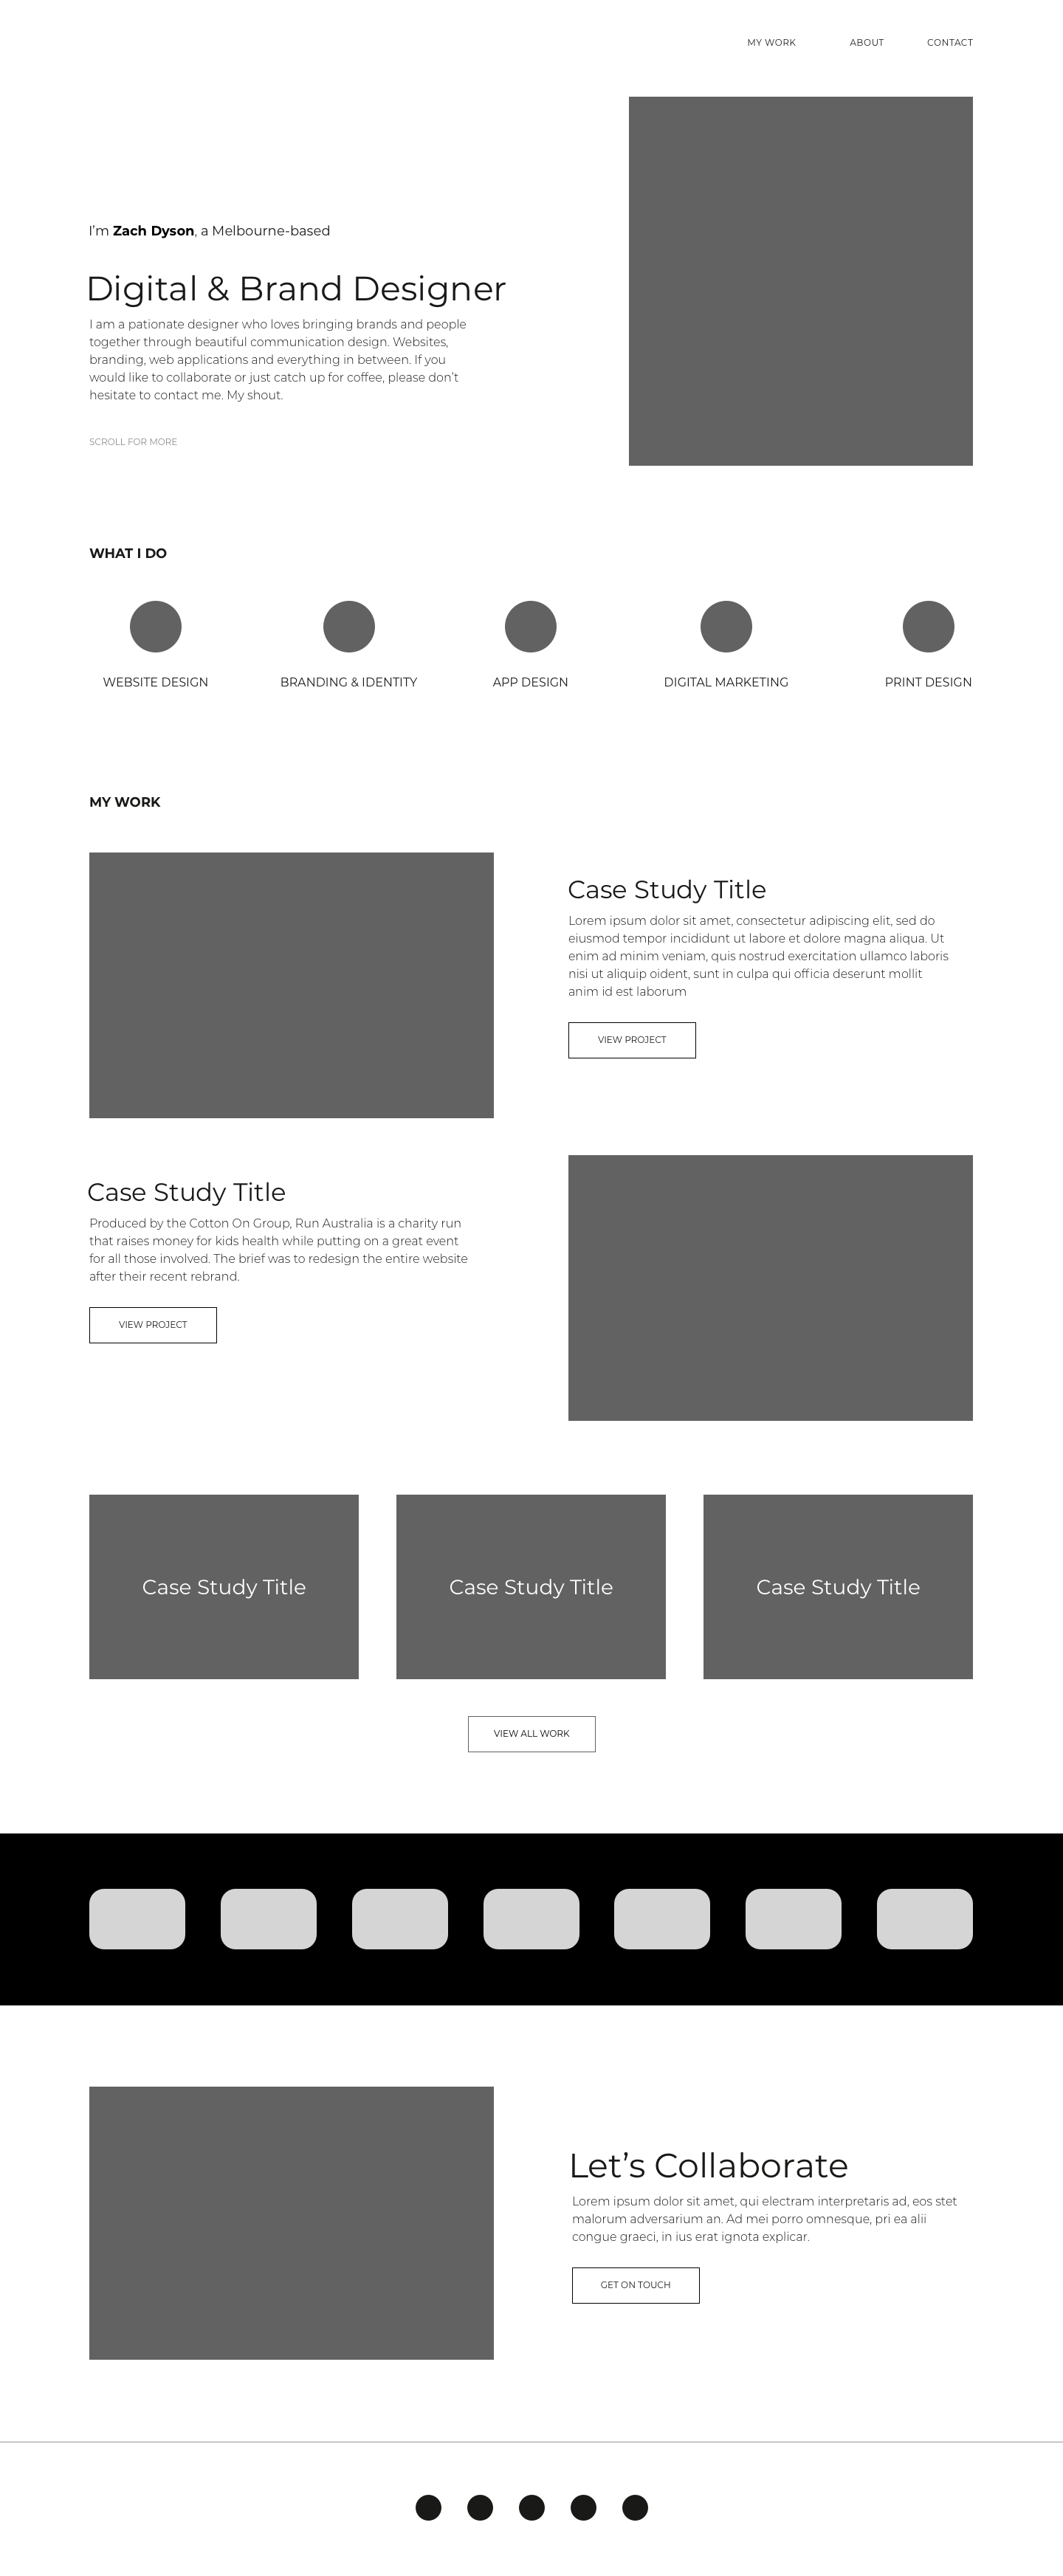 MY WORK ABOUT CONTACT
I’m Zach Dyson, a Melbourne-based
Digital & Brand Designer
I am a pationate designer who loves bringing brands and people
together through beautiful communication design. Websites,
branding, web applications and everything in between. If you
would like to collaborate or just catch up for coffee, please don’t
hesitate to contact me. My shout.
SCROLL FOR MORE
WHAT I DO
WEBSITE DESIGN BRANDING & IDENTITY APP DESIGN DIGITAL MARKETING PRINT DESIGN
MY WORK
Case Study Title
Lorem ipsum dolor sit amet, consectetur adipiscing elit, sed do
eiusmod tempor incididunt ut labore et dolore magna aliqua. Ut
enim ad minim veniam, quis nostrud exercitation ullamco laboris
nisi ut aliquip oident, sunt in culpa qui officia deserunt mollit
anim id est laborum
VIEW PROJECT
Case Study Title
Produced by the Cotton On Group, Run Australia is a charity run
that raises money for kids health while putting on a great event
for all those involved. The brief was to redesign the entire website
after their recent rebrand.
VIEW PROJECT
Case Study Title Case Study Title Case Study Title
VIEW ALL WORK
Let’s Collaborate
Lorem ipsum dolor sit amet, qui electram interpretaris ad, eos stet
malorum adversarium an. Ad mei porro omnesque, pri ea alii
congue graeci, in ius erat ignota explicar.
GET ON TOUCH